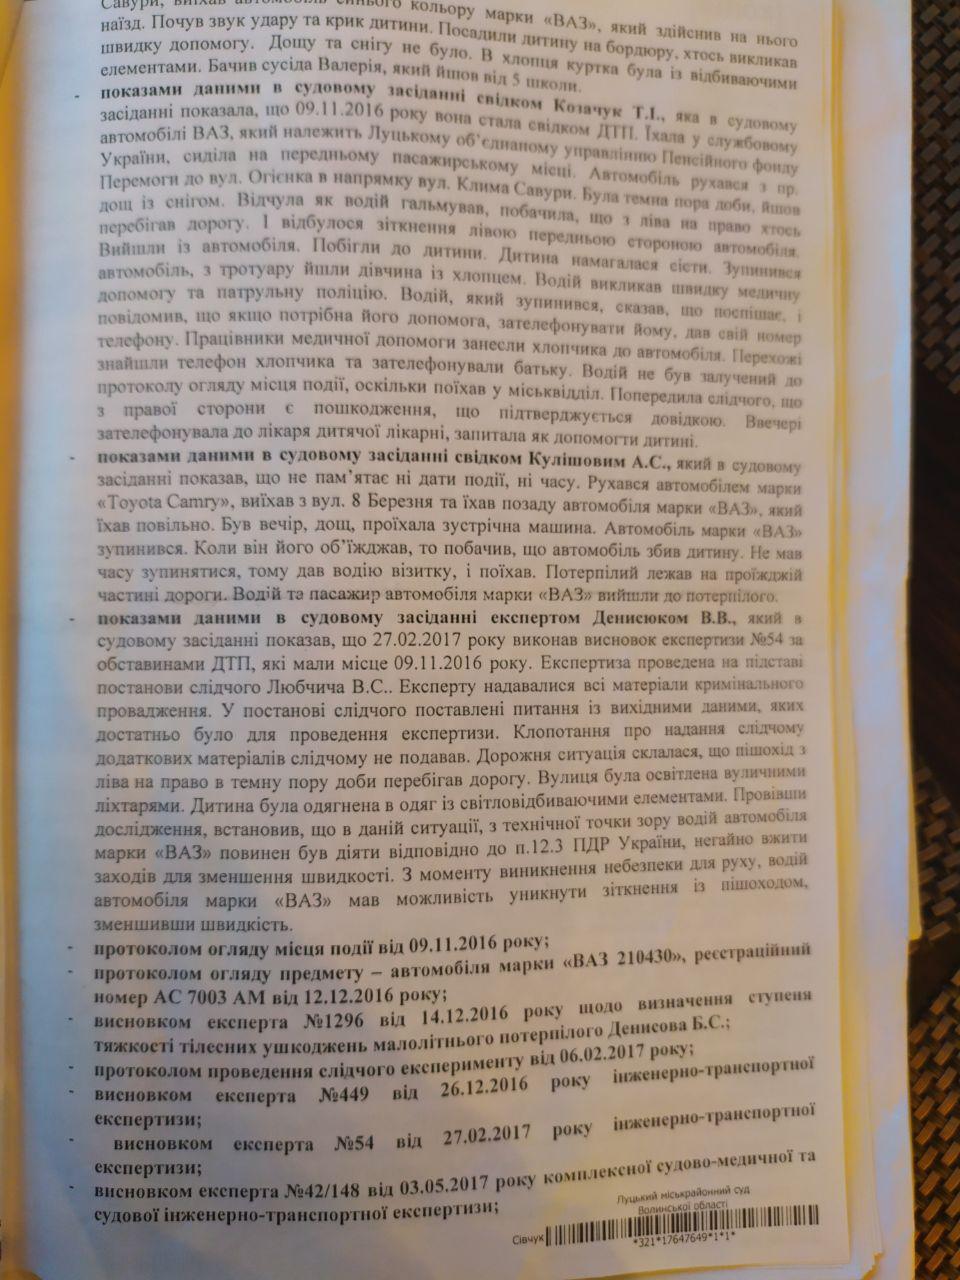 Савури, виїхав автомобіль синього кольору марки «ВАЗ», який здійснив на нього
наїзд. Почув звук удару та крик дитини. Посадили дитину на бордюру, хтось викликав
швидку допомогу. Дощу та снігу не було. В хлопця куртка була із відбиваючими
елементами. Бачив сусіда Валерія, який йшов від 5 школи.
- показами даними в судовому засіданні свідком Козачук Т.І., яка в судовому
засіданні показала, що 09.11.2016 року вона стала свідком ДТП. Їхала у службовому
автомобілі ВАЗ, який належить Луцькому об’єднаному управлінню Пенсійного фонду
України, сиділа на передньому пасажирському місці. Автомобіль рухався з пр.
Перемоги до вул. Огієнка в напрямку вул. Клима Савури. Була темна пора доби, йшов
дощ із снігом. Відчула як водій гальмував, побачила, що з ліва на право хтось
перебігав дорогу. І відбулося зіткнення лівою передньою стороною автомобіля.
Вийшли із автомобіля. Побігли до дитини. Дитина намагалася сісти. Зупинився
автомобіль, з тротуару йшли дівчина із хлопцем. Водій викликав швидку медичну
допомогу та патрульну поліцію. Водій, який зупинився, сказав, що поспішає, і
повідомив, що якщо потрібна його допомога, зателефонувати йому, дав свій номер
телефону. Працівники медичної допомоги занесли хлопчика до автомобіля. Перехожі
знайшли телефон хлопчика та зателефонували батьку. Водій не був залучений до
протоколу огляду місця події, оскільки поїхав у міськвідділ. Попередила слідчого, що
з правої сторони є пошкодження, що підтверджується довідкою. Ввечері
зателефонувала до лікаря дитячої лікарні, запитала як допомогти дитині.
- показами даними в судовому засіданні свідком Кулішовим А.С., який в судовому
засіданні показав, що не пам’ятає ні дати події, ні часу. Рухався автомобілем марки
«Toyota Camry», виїхав з вул. 8 Березня та їхав позаду автомобіля марки «ВАЗ», який
їхав повільно. Був вечір, дощ, проїхала зустрічна машина. Автомобіль марки «ВАЗ»
зупинився. Коли він його об’їжджав, то побачив, що автомобіль збив дитину. Не мав
часу зупинятися, тому дав водію візитку, і поїхав. Потерпілий лежав на проїжджій
частині дороги. Водій та пасажир автомобіля марки «ВАЗ» вийшли до потерпілого.
- показами даними в судовому засіданні експертом Денисюком В.В., який в
судовому засіданні показав, що 27.02.2017 року виконав висновок експертизи №54 за
обставинами ДТП, які мали місце 09.11.2016 року. Експертиза проведена на підставі
постанови слідчого Любчича В.С.. Експерту надавалися всі матеріали кримінального
провадження. У постанові слідчого поставлені питання із вихідними даними, яких
достатньо було для проведення експертизи. Клопотання про надання слідчому
додаткових матеріалів слідчому не подавав. Дорожня ситуація склалася, що пішохід з
ліва на право в темну пору доби перебігав дорогу. Вулиця була освітлена вуличними
ліхтарями. Дитина була одягнена в одяг із світловідбиваючими елементами. Провівши
дослідження, встановив, що в даній ситуації, з технічної точки зору водій автомобіля
марки «ВАЗ» повинен був діяти відповідно до п.12.3 ПДР України, негайно вжити
заходів для зменшення швидкості. З моменту виникнення небезпеки для руху, водій
автомобіля марки «ВАЗ» мав можливість уникнути зіткнення із пішоходом,
зменшивши швидкість.
- протоколом огляду місця події від 09.11.2016 року;
- протоколом огляду предмету – автомобіля марки «ВАЗ 210430», реєстраційний
номер АС 7003 АМ від 12.12.2016 року;
- висновком експерта №1296 від 14.12.2016 року щодо визначення ступеня
тяжкості тілесних ушкоджень малолітнього потерпілого Денисова Б.С.;
- протоколом проведення слідчого експерименту від 06.02.2017 року;
- висновком експерта №449 від 26.12.2016 року інженерно-транспортної
експертизи;
- висновком експерта №54 від 27.02.2017 року інженерно-транспортної
експертизи;
- висновком експерта №42/148 від 03.05.2017 року комплексної судово-медичної та
судової інженерно-транспортної експертизи;
Луцький міськрайонний суд
Волинської області
Сівчук
*321*17647649*1*1*